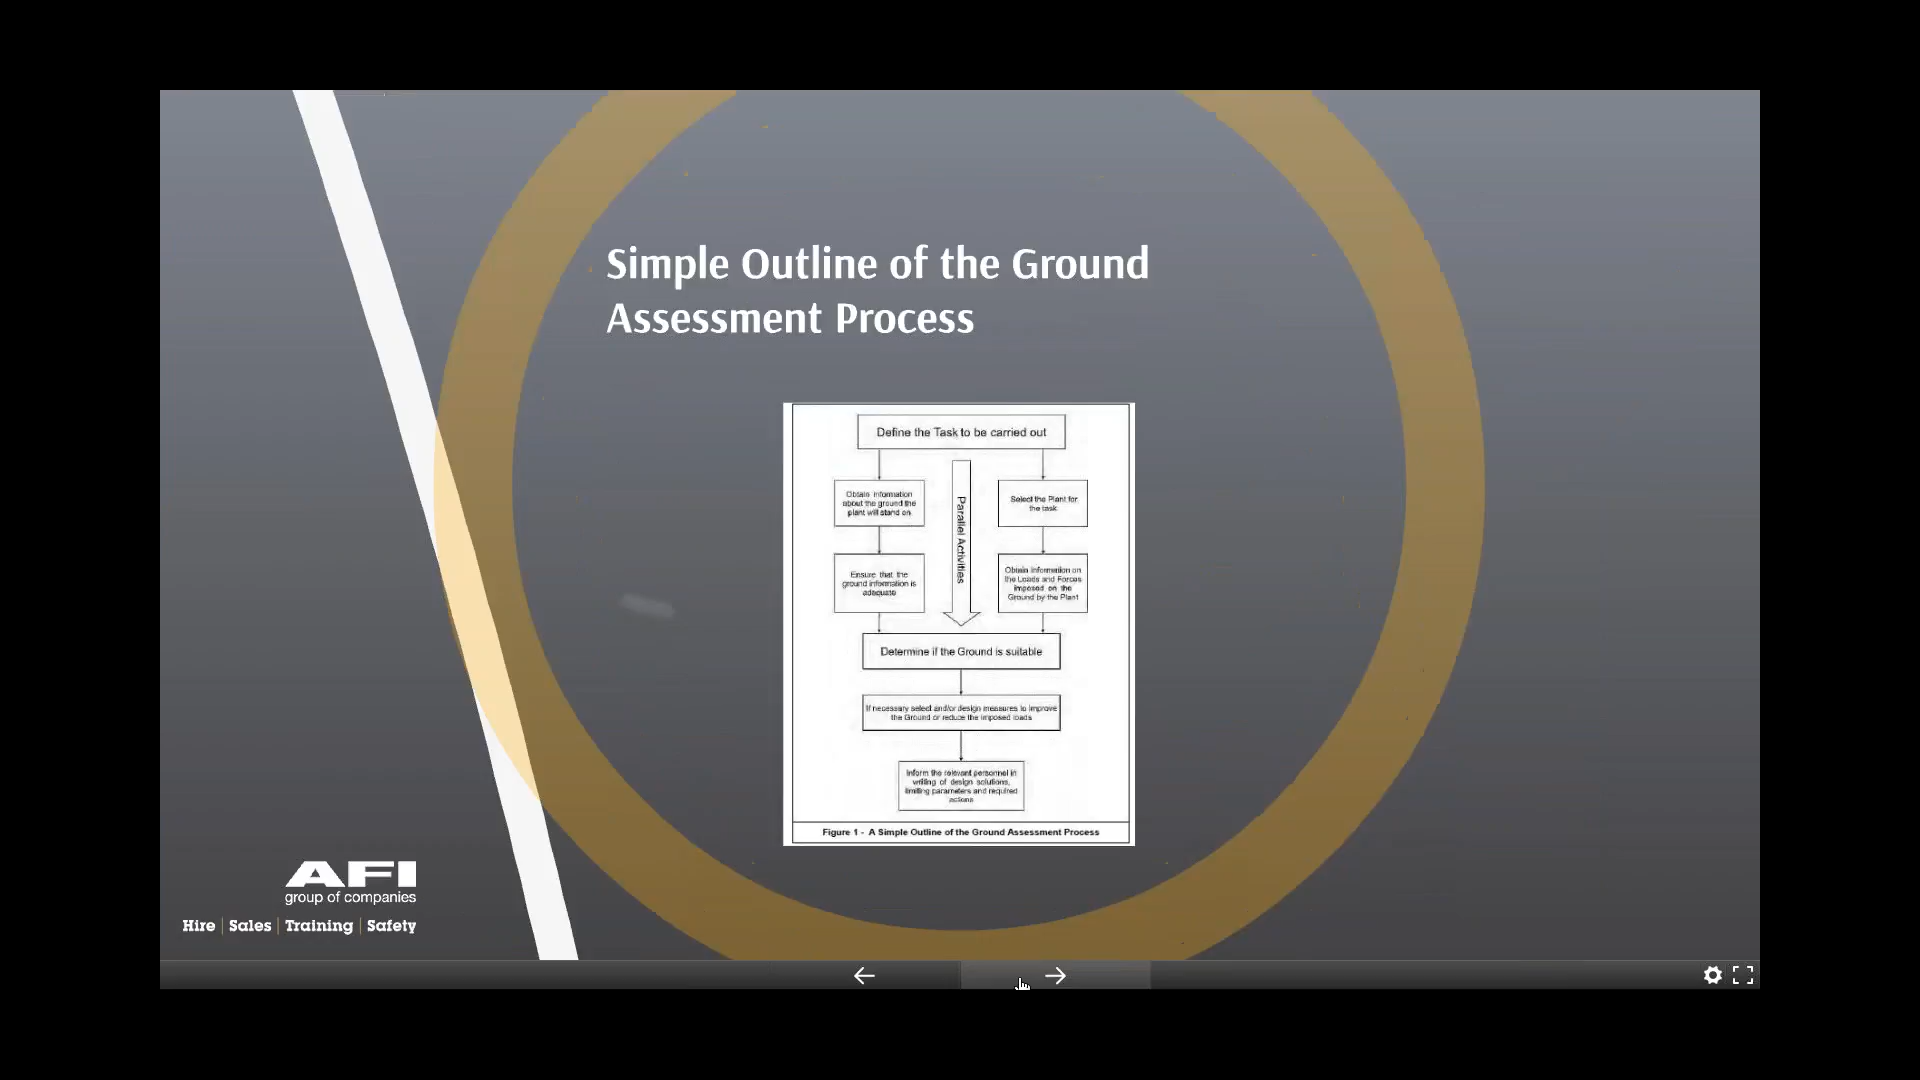 Simple Outline of the Ground
Assessment Process
Define the Task to be carried out
Obtain information
about the ground the
plant will stand on
Parallel Activities
Select the Plant for
the task
Ensure that the
ground information is
adequate
Obtain information on
the Loads and Forces
imposed on the
Ground by the Plant
Determine if the Ground is suitable
If necessary select and/or design measures to improve
the Ground or reduce the imposed loads
Inform the relevant personnel in
writing of design solutions,
limiting parameters and required
actions
Figure 1 - A Simple Outline of the Ground Assessment Process
AFI
group of companies
Hire | Sales | Training | Safety